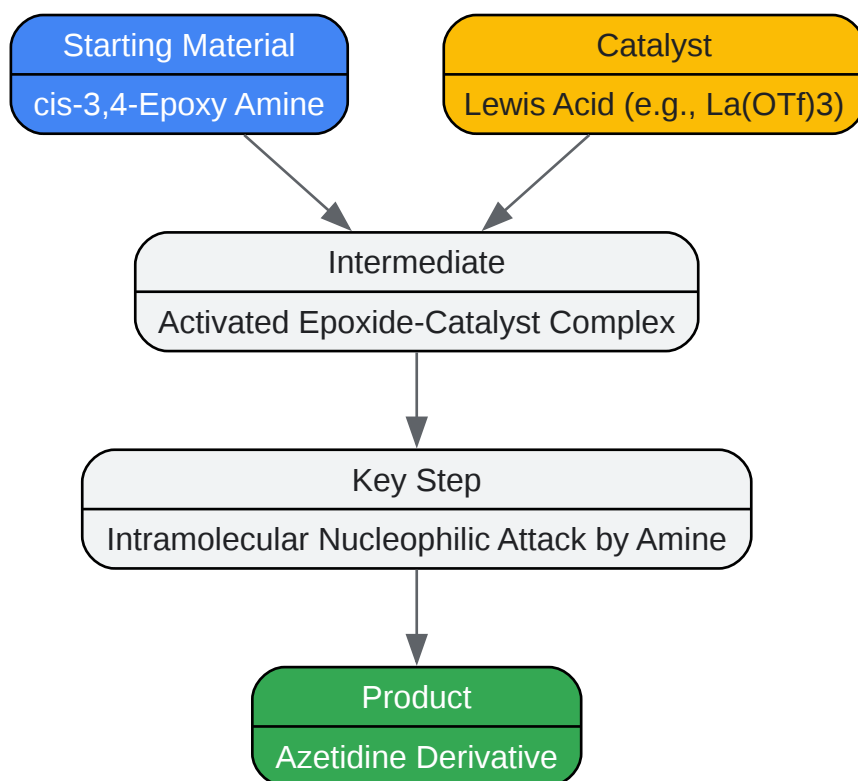 Starting Material
cis-3,4-Epoxy Amine
Catalyst
Lewis Acid (e.g., La(OTf)3)
Intermediate
Activated Epoxide-Catalyst Complex
Key Step
Intramolecular Nucleophilic Attack by Amine
Product
Azetidine Derivative